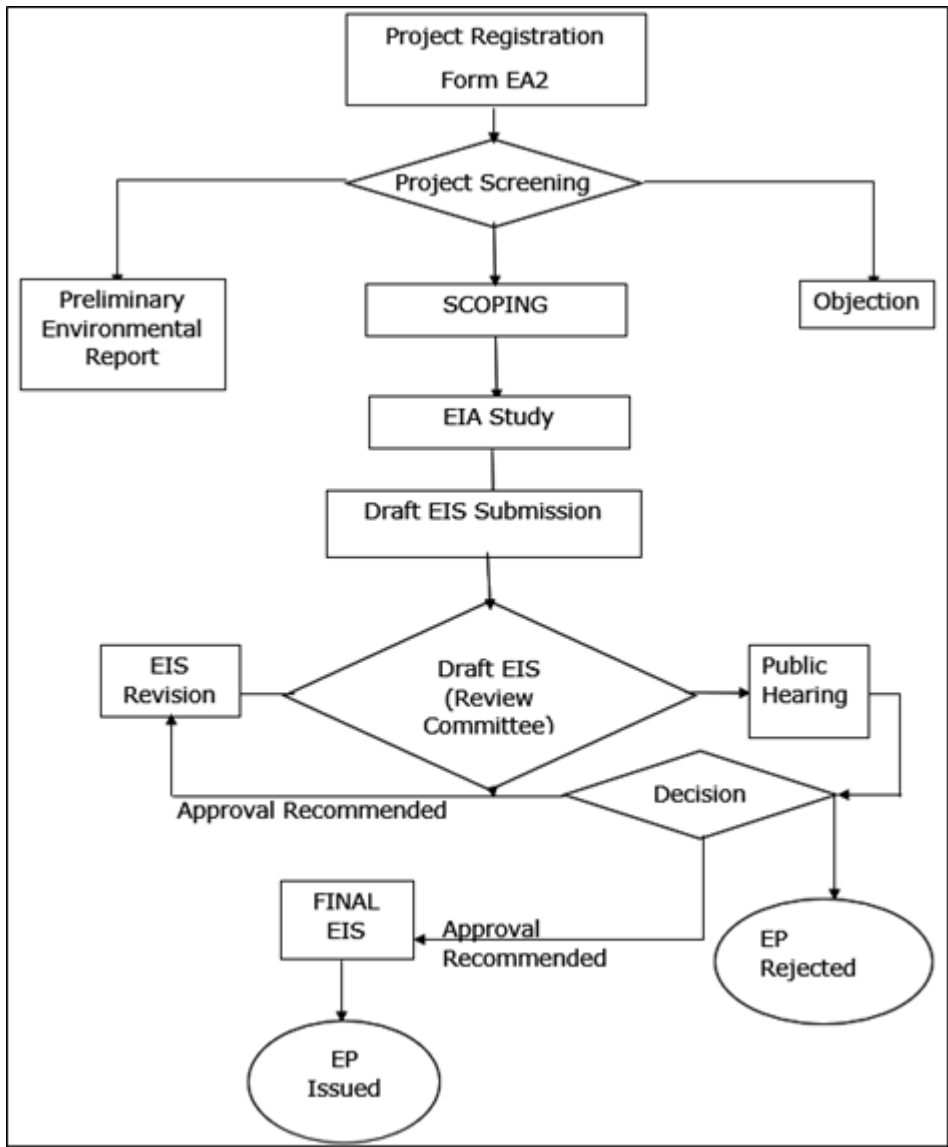 Project Registration
Form EA2
Project Screening
Preliminary
Environmental
Report
SCOPING
Objection
EIA Study
Draft EIS Submission
EIS
Revision
Draft EIS
(Review
Committee)
Public
Hearing
Approval Recommended
Decision
FINAL
EIS
Approval
Recommended
EP
Rejected
EP
Issued